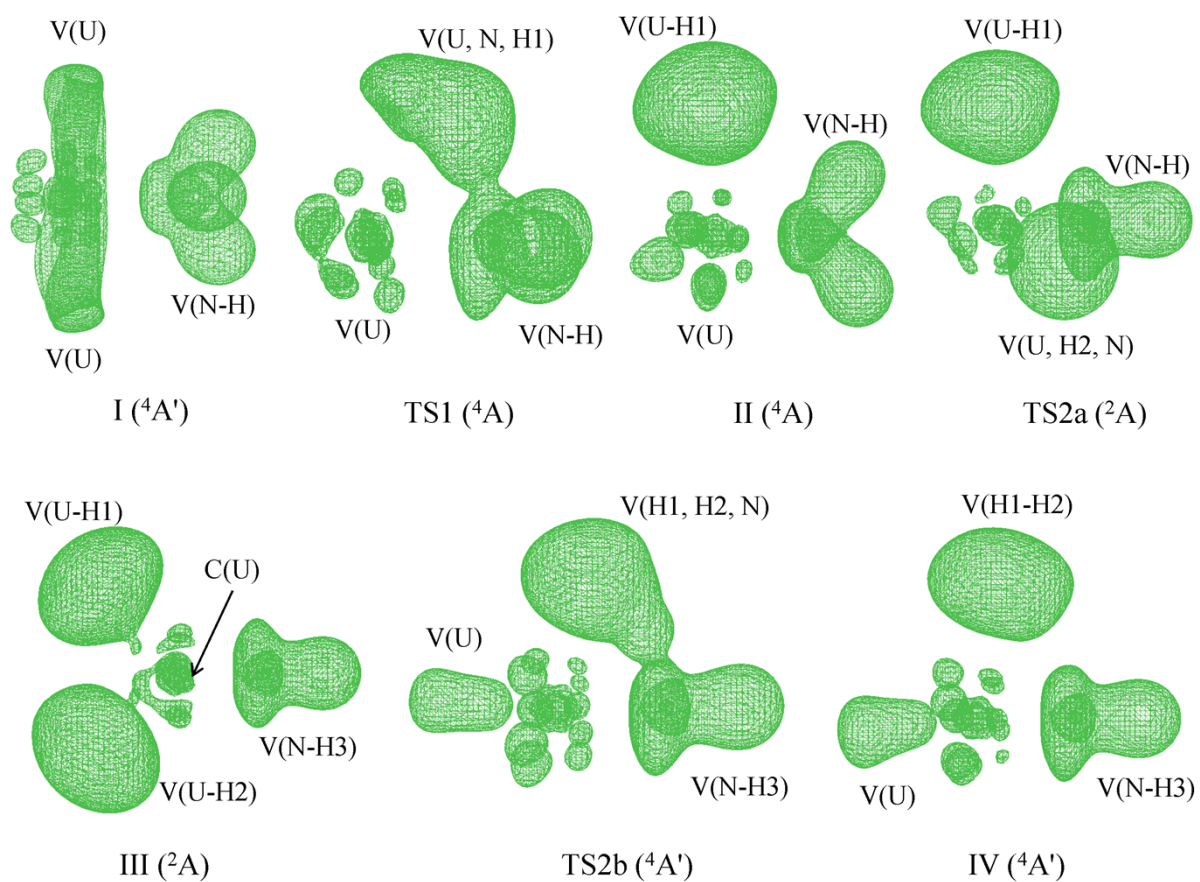 V(U)
V(N-H)
V(U)
I (⁴A')
V(U, N, H1)
V(U)
V(N-H)
TS1 (⁴A)
V(U-H1)
V(N-H)
V(U)
II (⁴A)
V(U-H1)
V(N-H)
V(U, H2, N)
TS2a (²A)
V(U-H1)
C(U)
V(N-H3)
V(U-H2)
III (²A)
V(H1, H2, N)
V(U)
V(N-H3)
TS2b (⁴A')
V(H1-H2)
V(U)
V(N-H3)
IV (⁴A')